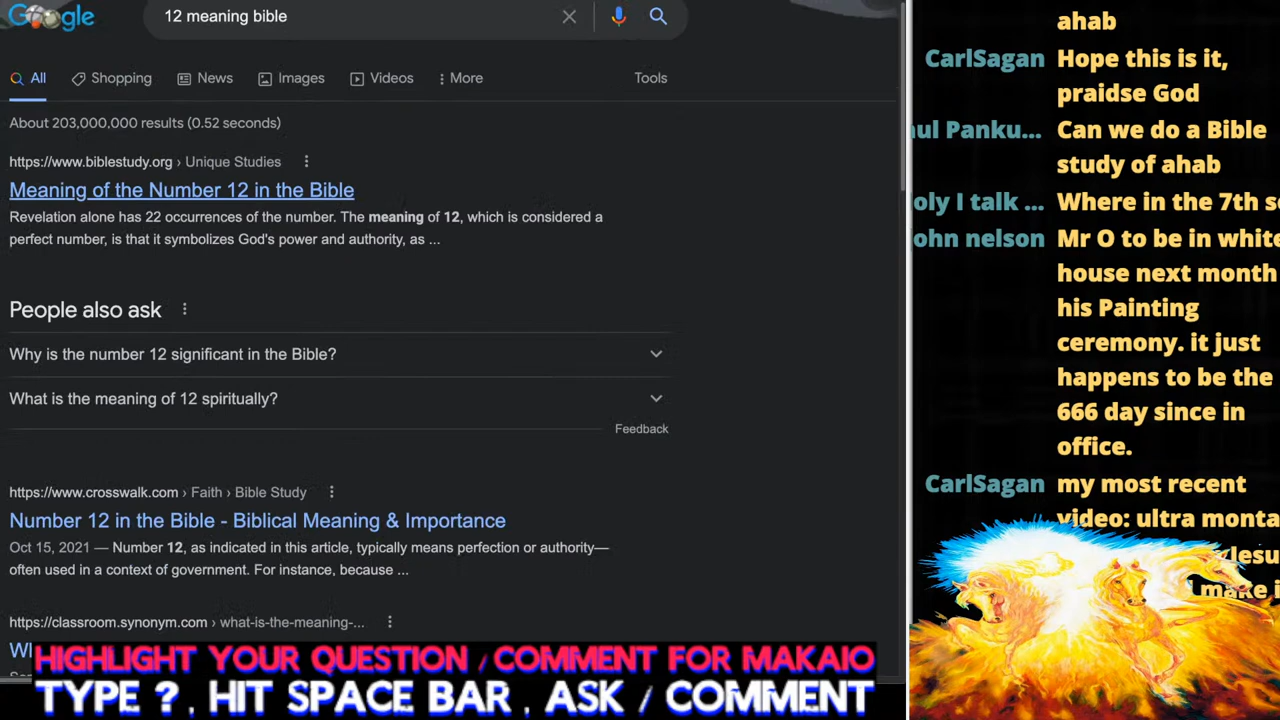 Google
12 meaning bible
All
Shopping
News
Images
Videos
More
Tools
About 203,000,000 results (0.52 seconds)
https://www.biblestudy.org › Unique Studies
Meaning of the Number 12 in the Bible
Revelation alone has 22 occurrences of the number. The meaning of 12, which is considered a
perfect number, is that it symbolizes God's power and authority, as ...
People also ask
Why is the number 12 significant in the Bible?
What is the meaning of 12 spiritually?
Feedback
https://www.crosswalk.com › Faith › Bible Study
Number 12 in the Bible - Biblical Meaning & Importance
Oct 15, 2021 — Number 12, as indicated in this article, typically means perfection or authority—
often used in a context of government. For instance, because ...
https://classroom.synonym.com › what-is-the-meaning-...
HIGHLIGHT YOUR QUESTION / COMMENT FOR MAKAIO
TYPE ?, HIT SPACE BAR, ASK / COMMENT
ahab
CarlSagan Hope this is it,
praidse God
ul Panku... Can we do a Bible
study of ahab
oly I talk ... Where in the 7th
ohn nelson Mr O to be in white
house next month
his Painting
ceremony. it just
happens to be the
666 day since in
office.
CarlSagan my most recent
video: ultra monta
make